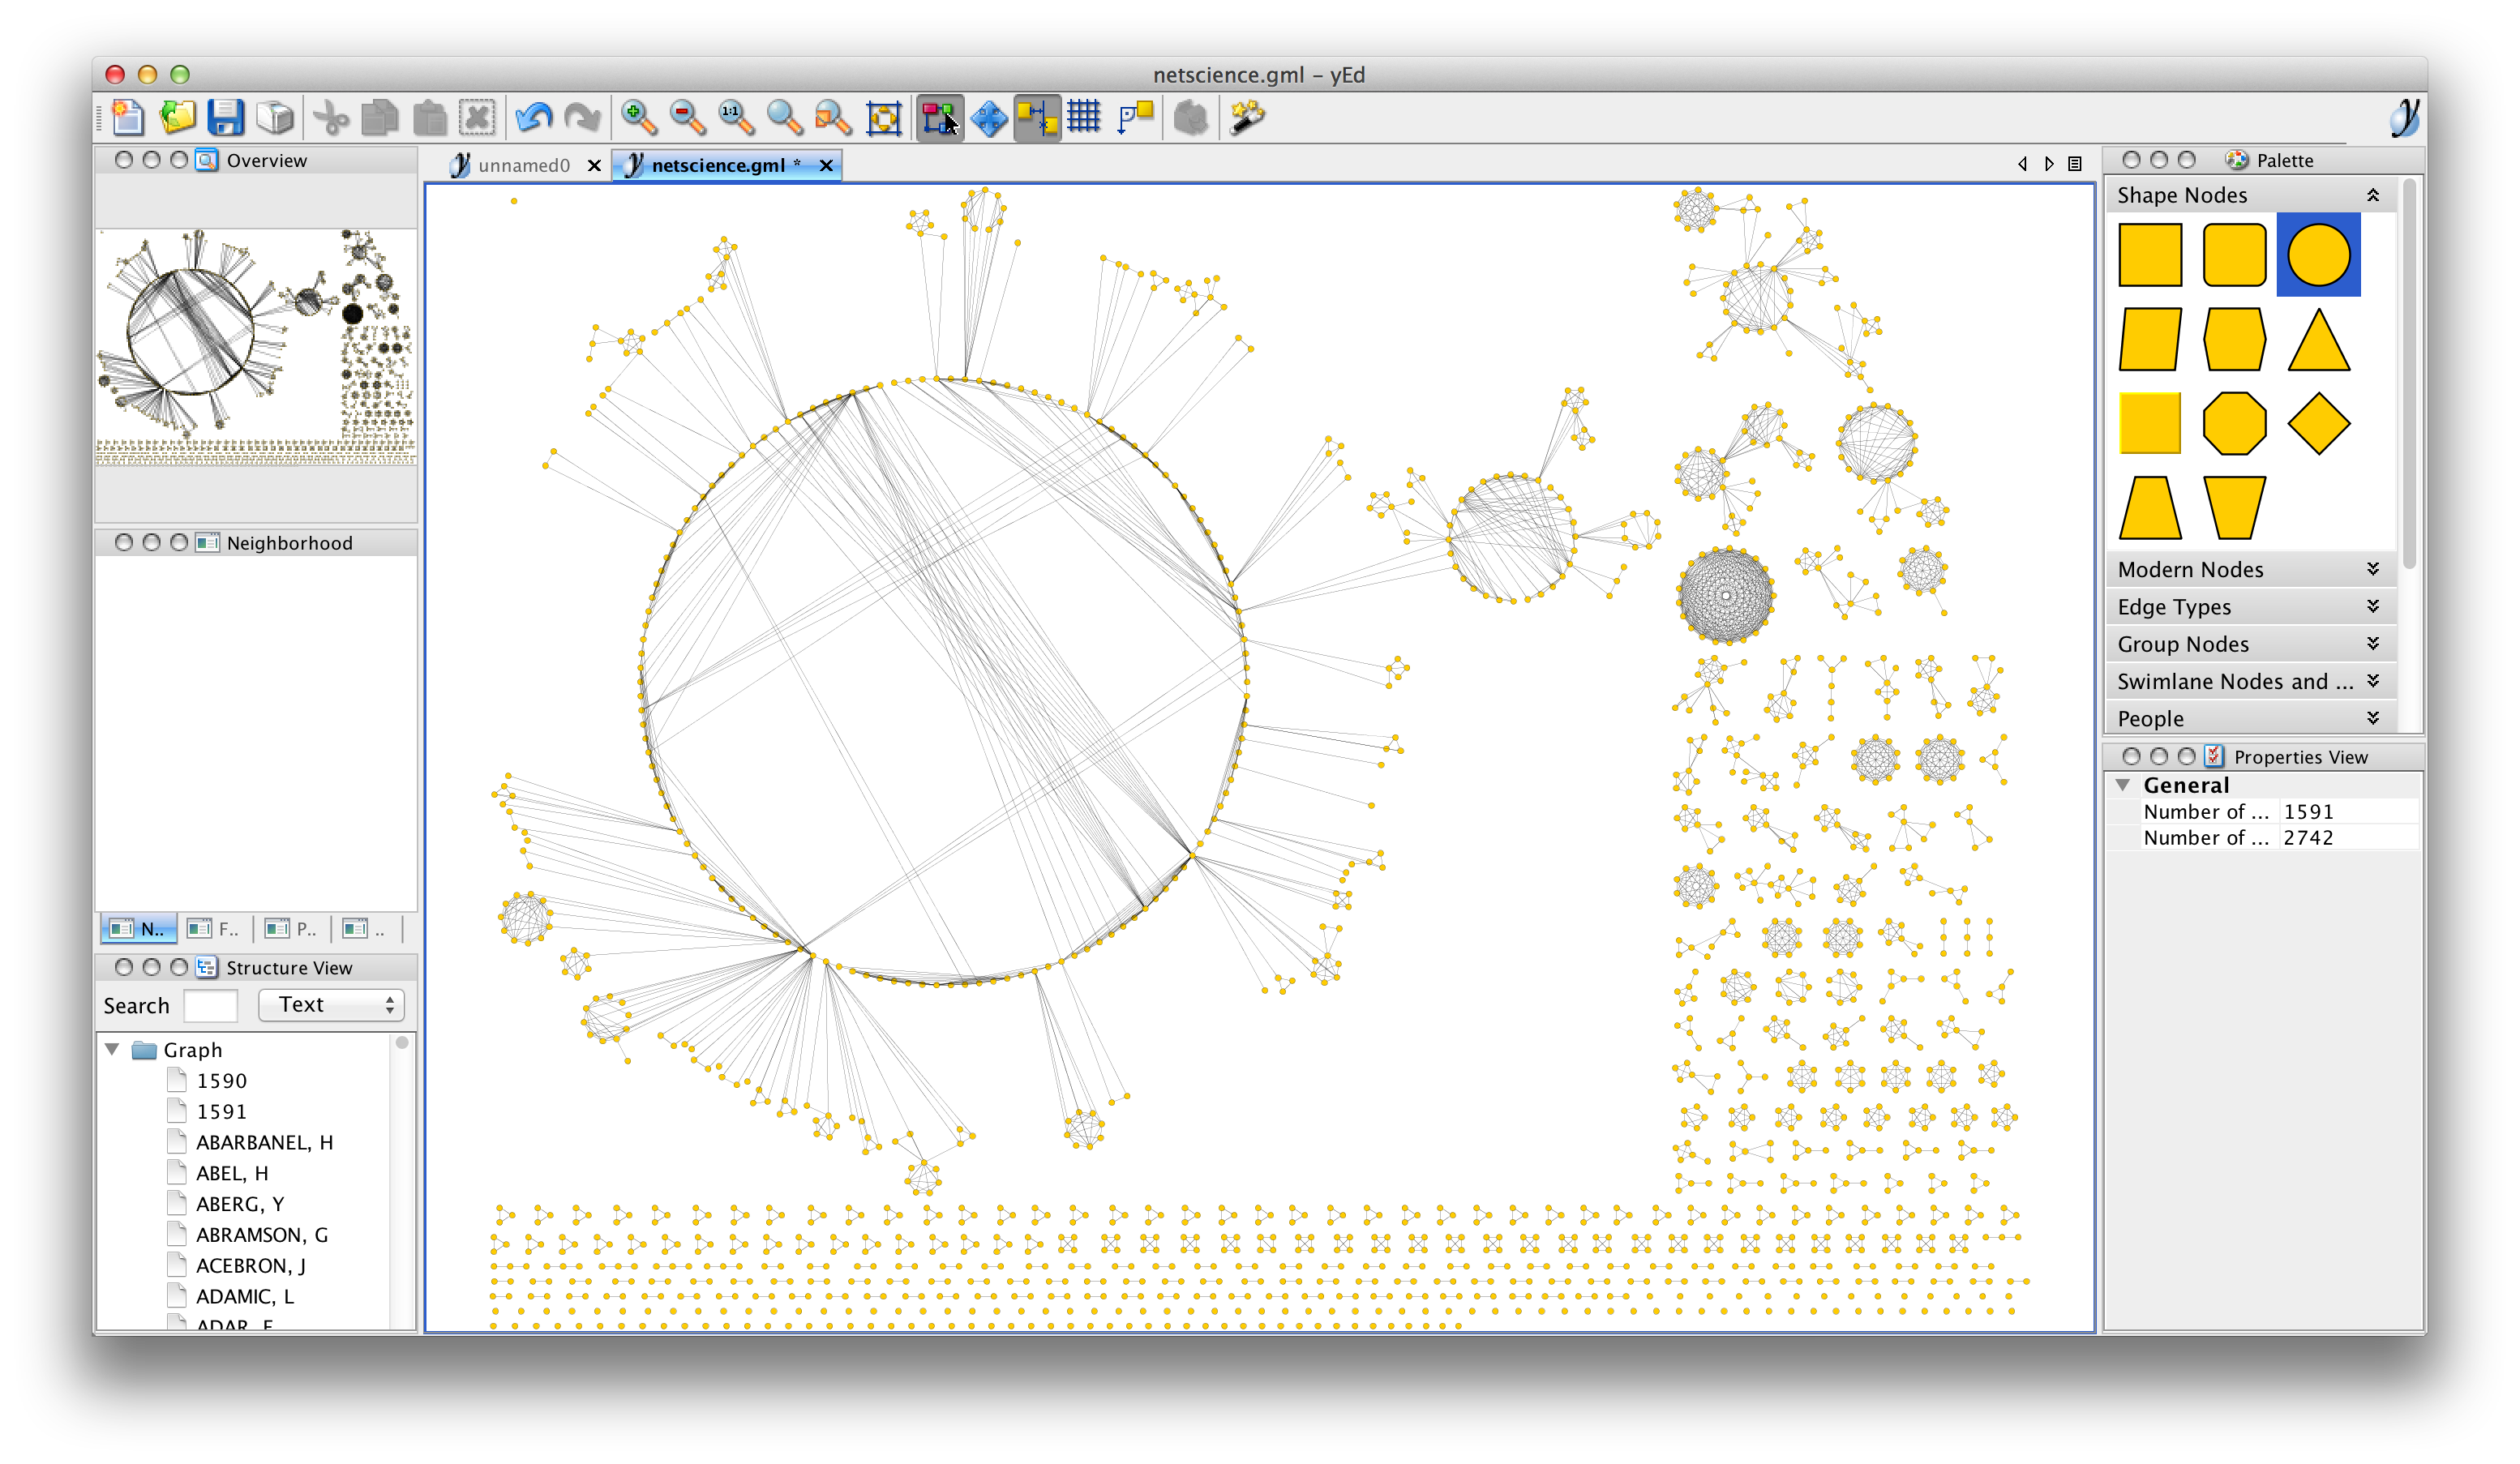 netscience.gml – yEd
1:1
Overview
unnamed0
netscience.gml *
Palette
Shape Nodes
Modern Nodes
Edge Types
Group Nodes
Swimlane Nodes and ...
People
Neighborhood
N..
F..
P..
..
Structure View
Search
Text
Graph
1590
1591
ABARBANEL, H
ABEL, H
ABERG, Y
ABRAMSON, G
ACEBRON, J
ADAMIC, L
ADAR, E
Properties View
General
Number of ... 1591
Number of ... 2742